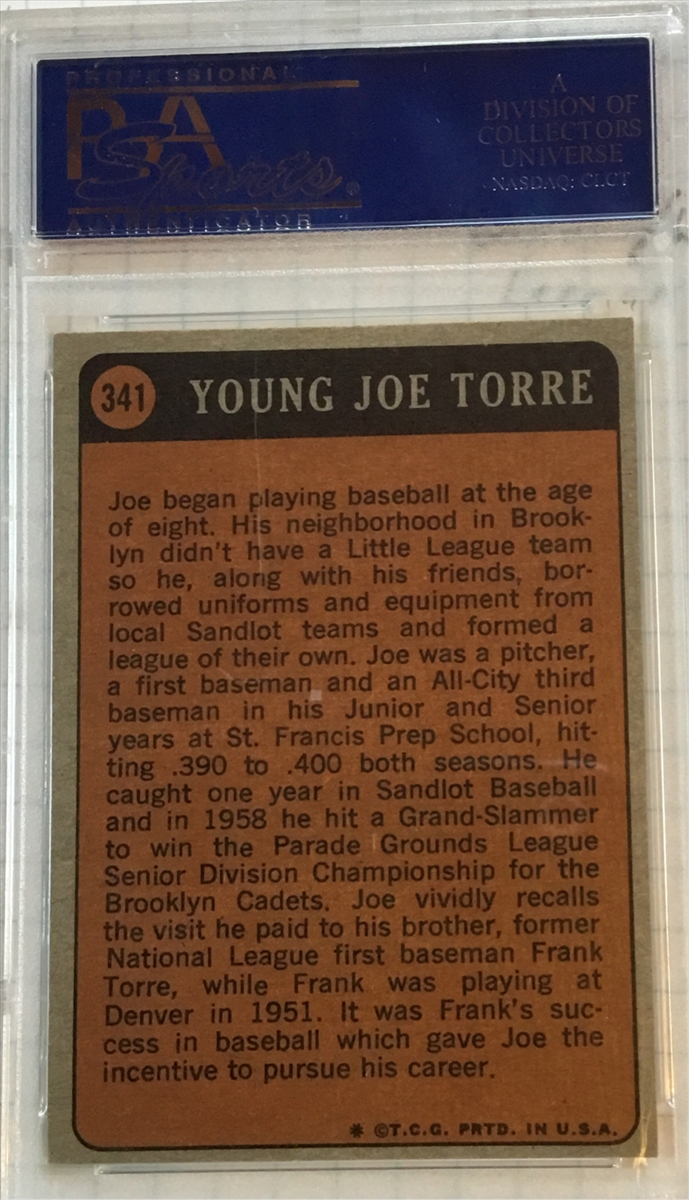 PROFESSIONAL
PSA
Sports®
AUTHENTICATOR
A
DIVISION OF
COLLECTORS
UNIVERSE
NASDAQ: CLCT
341 YOUNG JOE TORRE
Joe began playing baseball at the age
of eight. His neighborhood in Brook-
lyn didn't have a Little League team
so he, along with his friends, bor-
rowed uniforms and equipment from
local Sandlot teams and formed a
league of their own. Joe was a pitcher,
a first baseman and an All-City third
baseman in his Junior and Senior
years at St. Francis Prep School, hit-
ting .390 to .400 both seasons. He
caught one year in Sandlot Baseball
and in 1958 he hit a Grand-Slammer
to win the Parade Grounds League
Senior Division Championship for the
Brooklyn Cadets. Joe vividly recalls
the visit he paid to his brother, former
National League first baseman Frank
Torre, while Frank was playing at
Denver in 1951. It was Frank's suc-
cess in baseball which gave Joe the
incentive to pursue his career.
* ©T.C.G. PRTD. IN U.S.A.